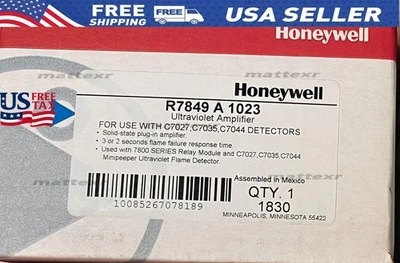 FREE SHIPPING
USA SELLER
Honeywell
mattexr
mattexr
US FREE TAX
Honeywell
R7849 A 1023
Ultraviolet Amplifier
FOR USE WITH C7027,C7035,C7044 DETECTORS
• Solid-state plug-in amplifier.
• 3 or 2 seconds flame failure response time.
• Used with 7800 SERIES Relay Module and C7027,C7035,C7044
Minipeeper Ultraviolet Flame Detector.
mattexr
mattexr
Assembled in Mexico
QTY. 1
1830
MINNEAPOLIS, MINNESOTA 55422
10085267078189